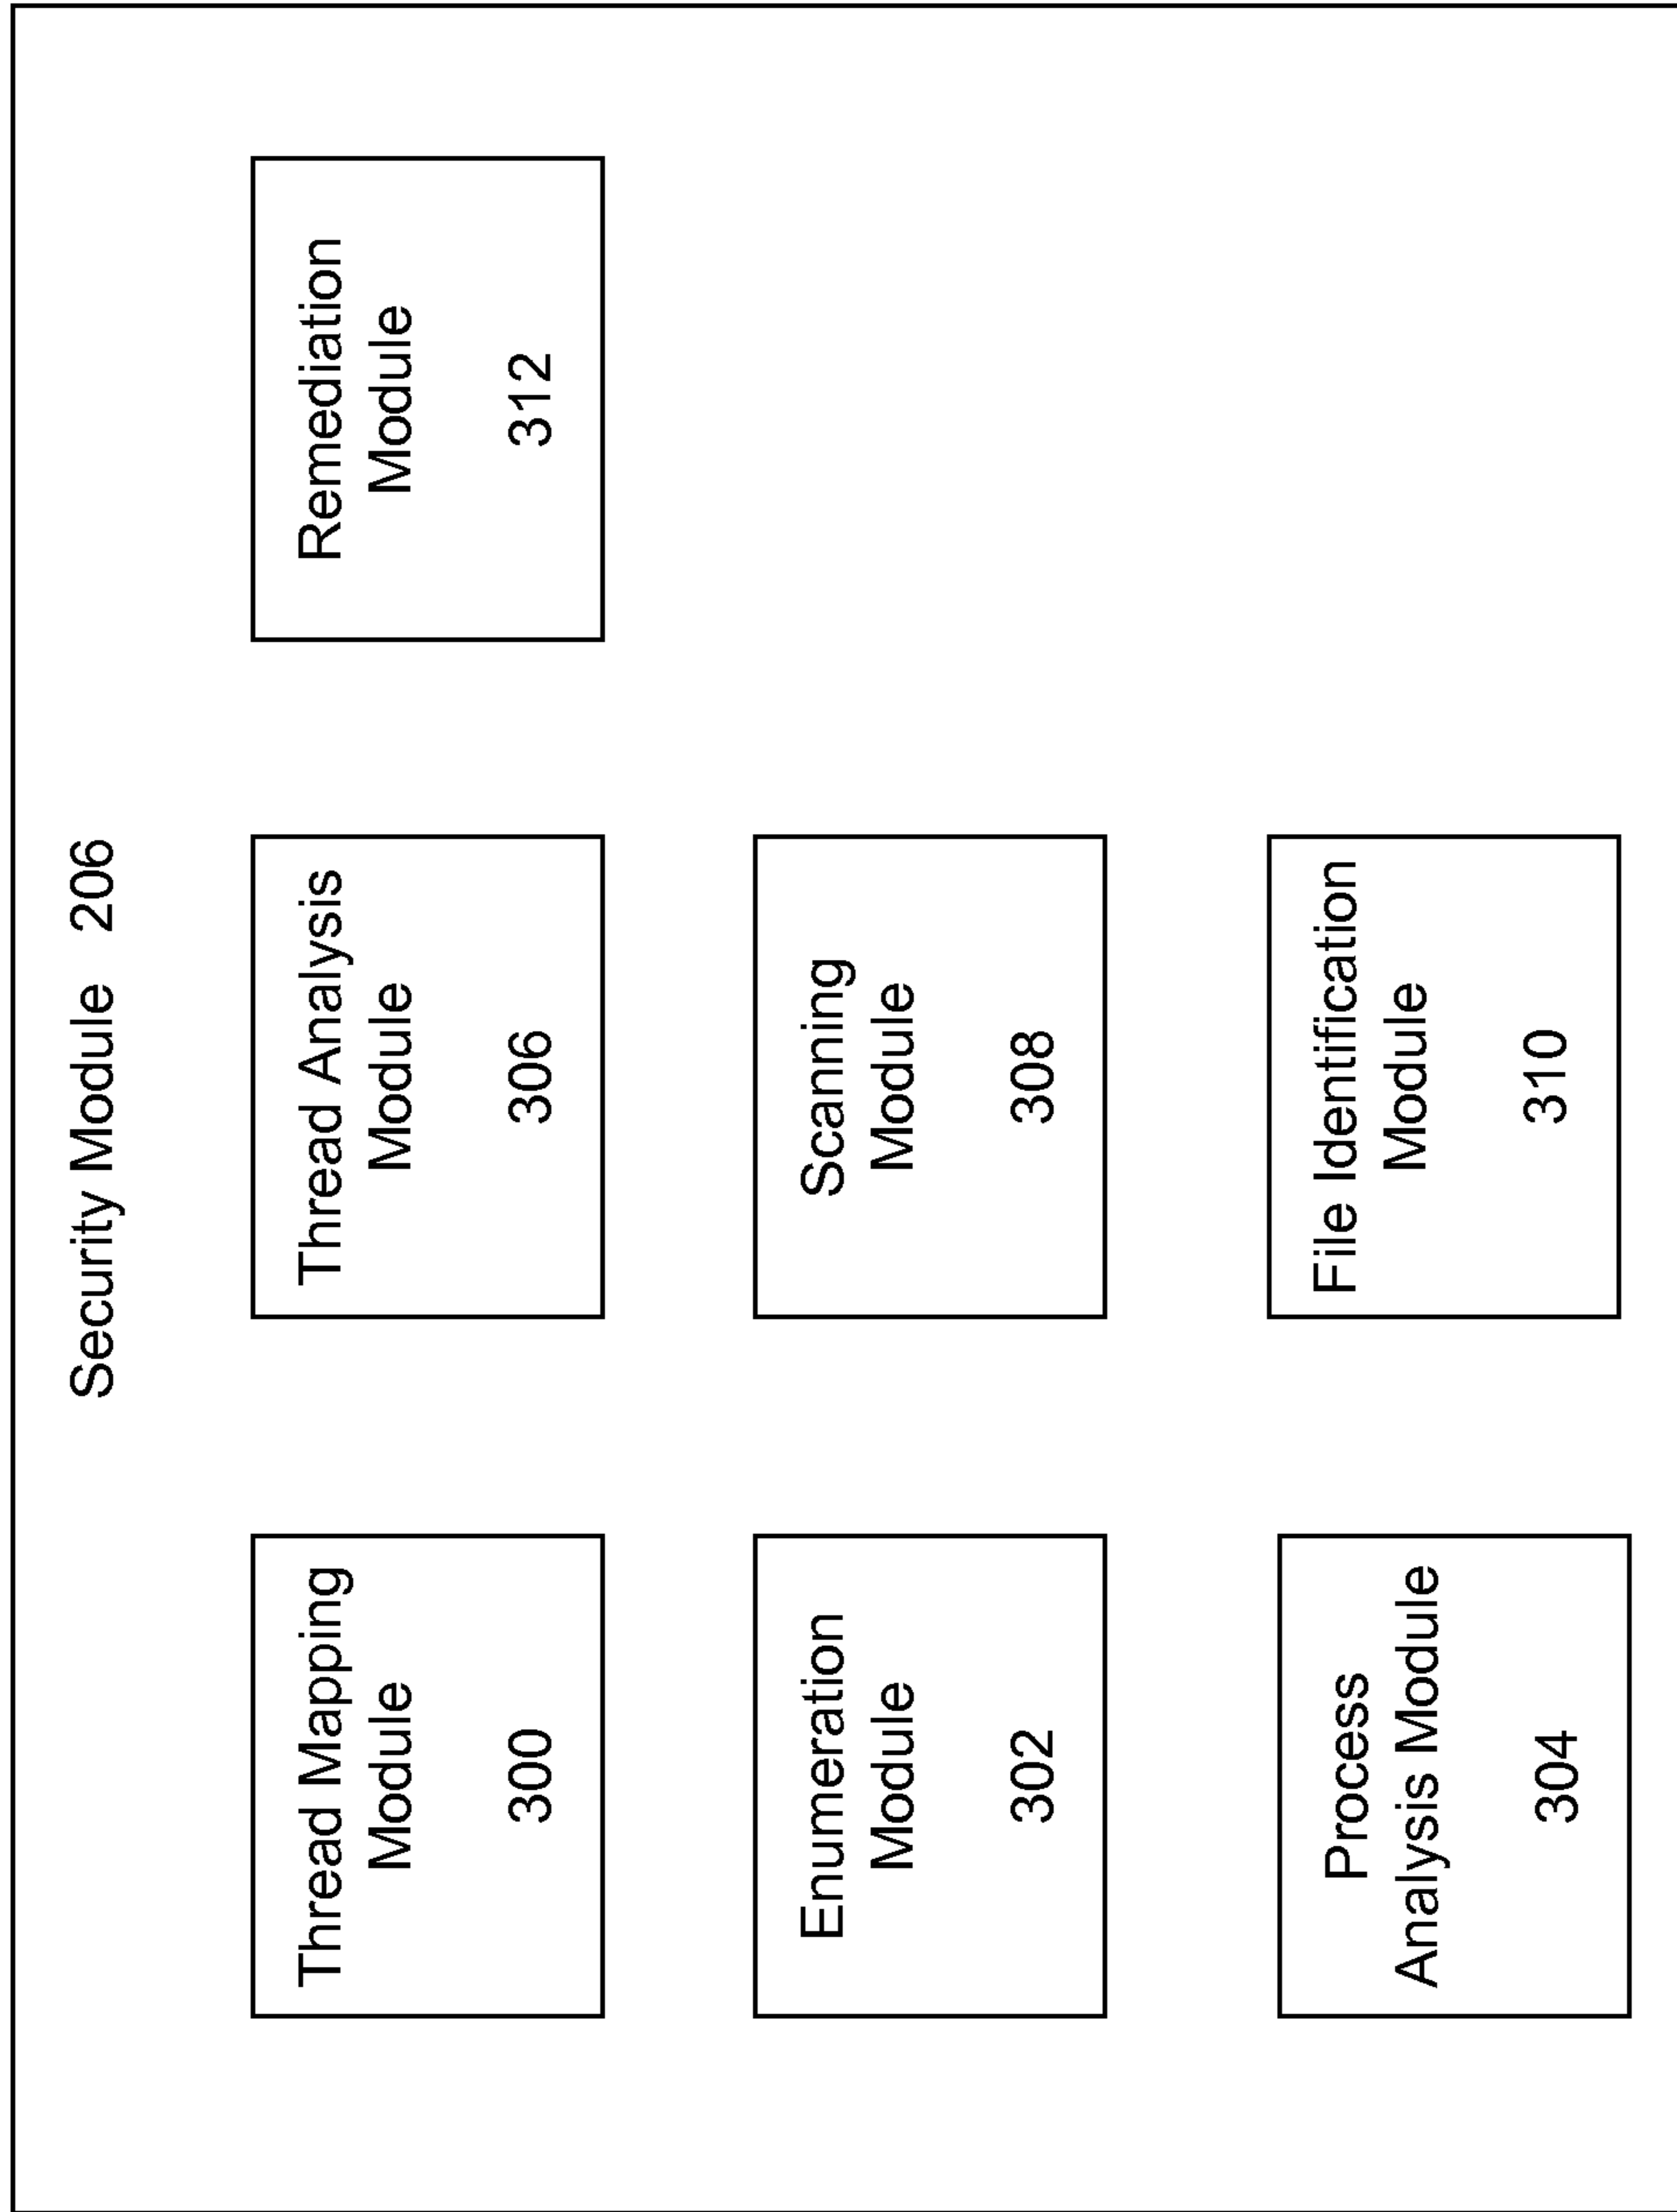 Security Module 206
Thread Mapping
Module
300
Thread Analysis
Module
306
Remediation
Module
312
Enumeration
Module
302
Scanning
Module
308
Process
Analysis Module
304
File Identification
Module
310